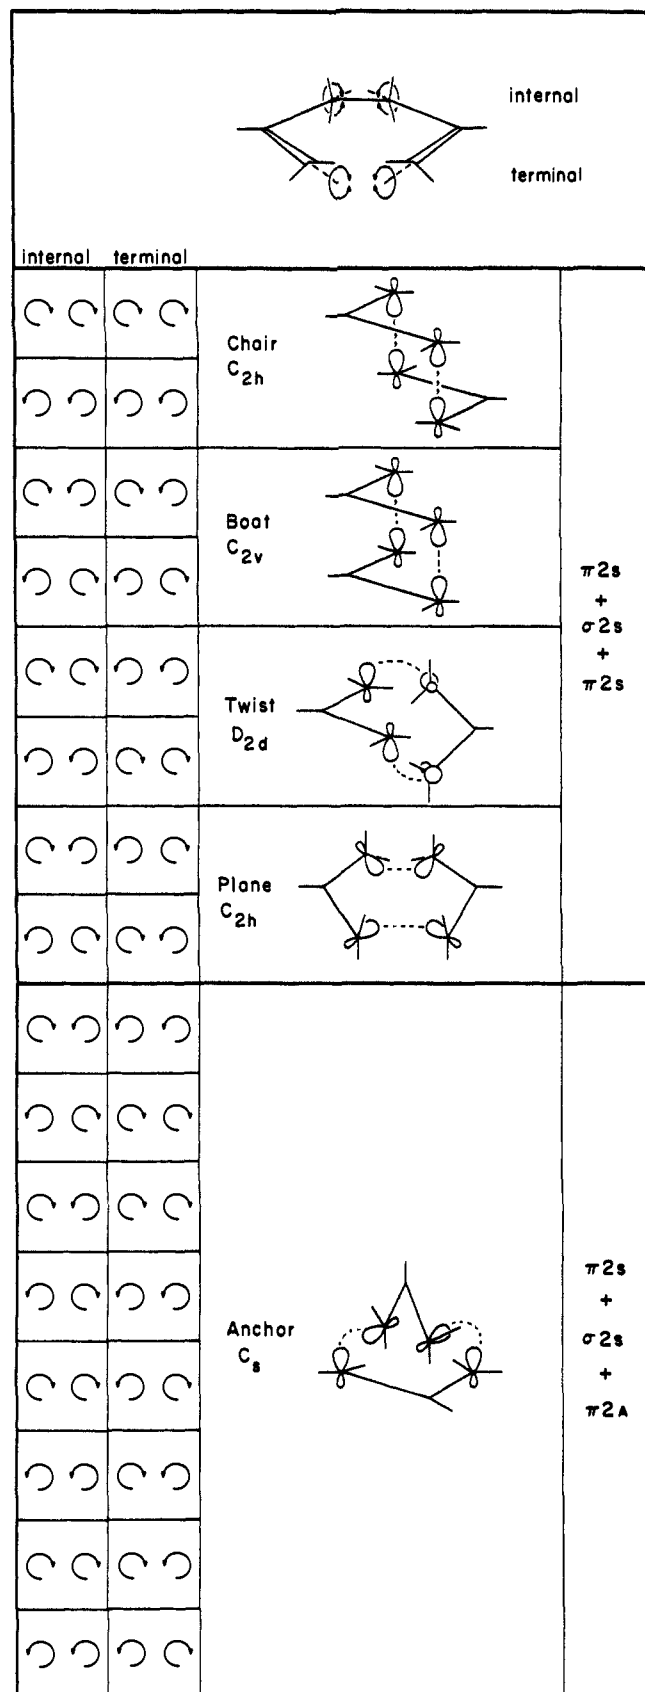 internal
terminal
internal terminal
Chair
C2h
Boat
C2v
π2s
+
σ2s
+
π2s
Twist
D2d
Plane
C2h
Anchor
Cs
π2s
+
σ2s
+
π2A